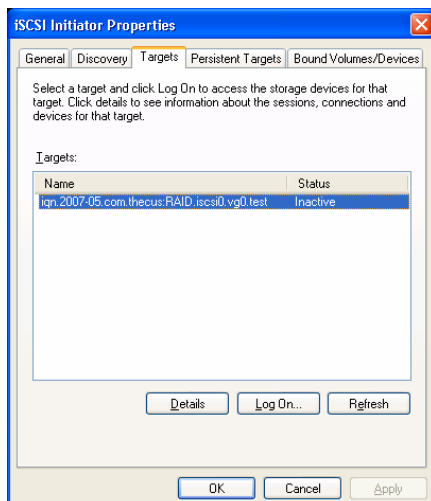 iSCSI Initiator Properties
General Discovery Targets Persistent Targets Bound Volumes/Devices
Select a target and click Log On to access the storage devices for that
target. Click details to see information about the sessions, connections and
devices for that target.
Targets:
Name Status
iqn.2007-05.com.thecus:RAID.iscsi0.vg0.test Inactive
Details Log On... Refresh
OK Cancel Apply